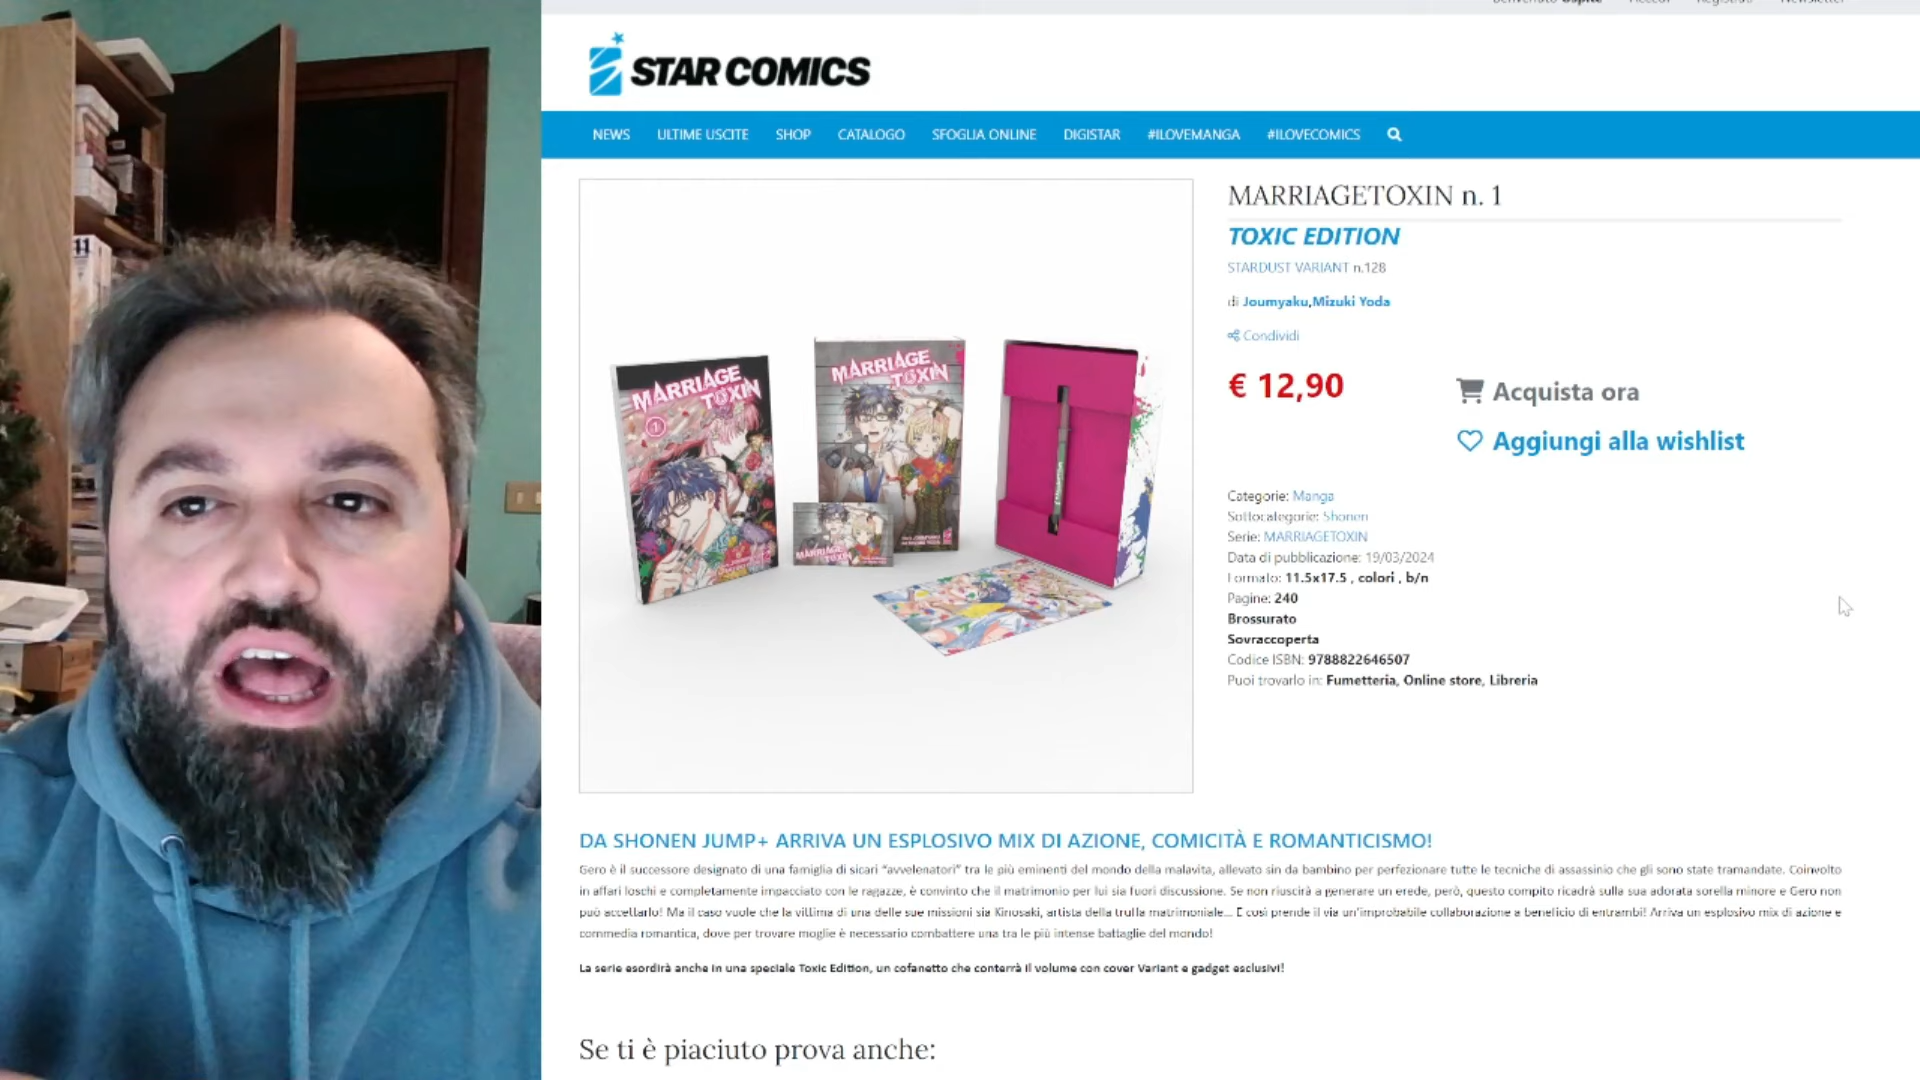 Benvenuto Ospite Accedi Registrati Newsletter
STAR COMICS
NEWS ULTIME USCITE SHOP CATALOGO SFOGLIA ONLINE DIGISTAR #ILOVEMANGA #ILOVECOMICS
MARRIAGETOXIN n. 1
TOXIC EDITION
STARDUST VARIANT n.128
di Joumyaku,Mizuki Yoda
Condividi
€ 12,90
Acquista ora
Aggiungi alla wishlist
Categorie: Manga
Sottocategorie: Shonen
Serie: MARRIAGETOXIN
Data di pubblicazione: 19/03/2024
Formato: 11.5x17.5 , colori , b/n
Pagine: 240
Brossurato
Sovraccoperta
Codice ISBN: 9788822646507
Puoi trovarlo in: Fumetteria, Online store, Libreria
MARRIAGE
TOXIN
1
MARRIAGE
TOXIN
MARRIAGE
TOXIN
DA SHONEN JUMP+ ARRIVA UN ESPLOSIVO MIX DI AZIONE, COMICITÀ E ROMANTICISMO!
Gero è il successore designato di una famiglia di sicari “avvelenatori” tra le più eminenti del mondo della malavita, allevato sin da bambino per perfezionare tutte le tecniche di assassinio che gli sono state tramandate. Coinvolto
in affari loschi e completamente impacciato con le ragazze, è convinto che il matrimonio per lui sia fuori discussione. Se non riuscirà a generare un erede, però, questo compito ricadrà sulla sua adorata sorella minore e Gero non
può accettarlo! Ma il caso vuole che la vittima di una delle sue missioni sia Kinosaki, artista della truffa matrimoniale... E così prende il via un'improbabile collaborazione a beneficio di entrambi! Arriva un esplosivo mix di azione e
commedia romantica, dove per trovare moglie è necessario combattere una tra le più intense battaglie del mondo!
La serie esordirà anche in una speciale Toxic Edition, un cofanetto che conterrà il volume con cover Variant e gadget esclusivi!
Se ti è piaciuto prova anche: